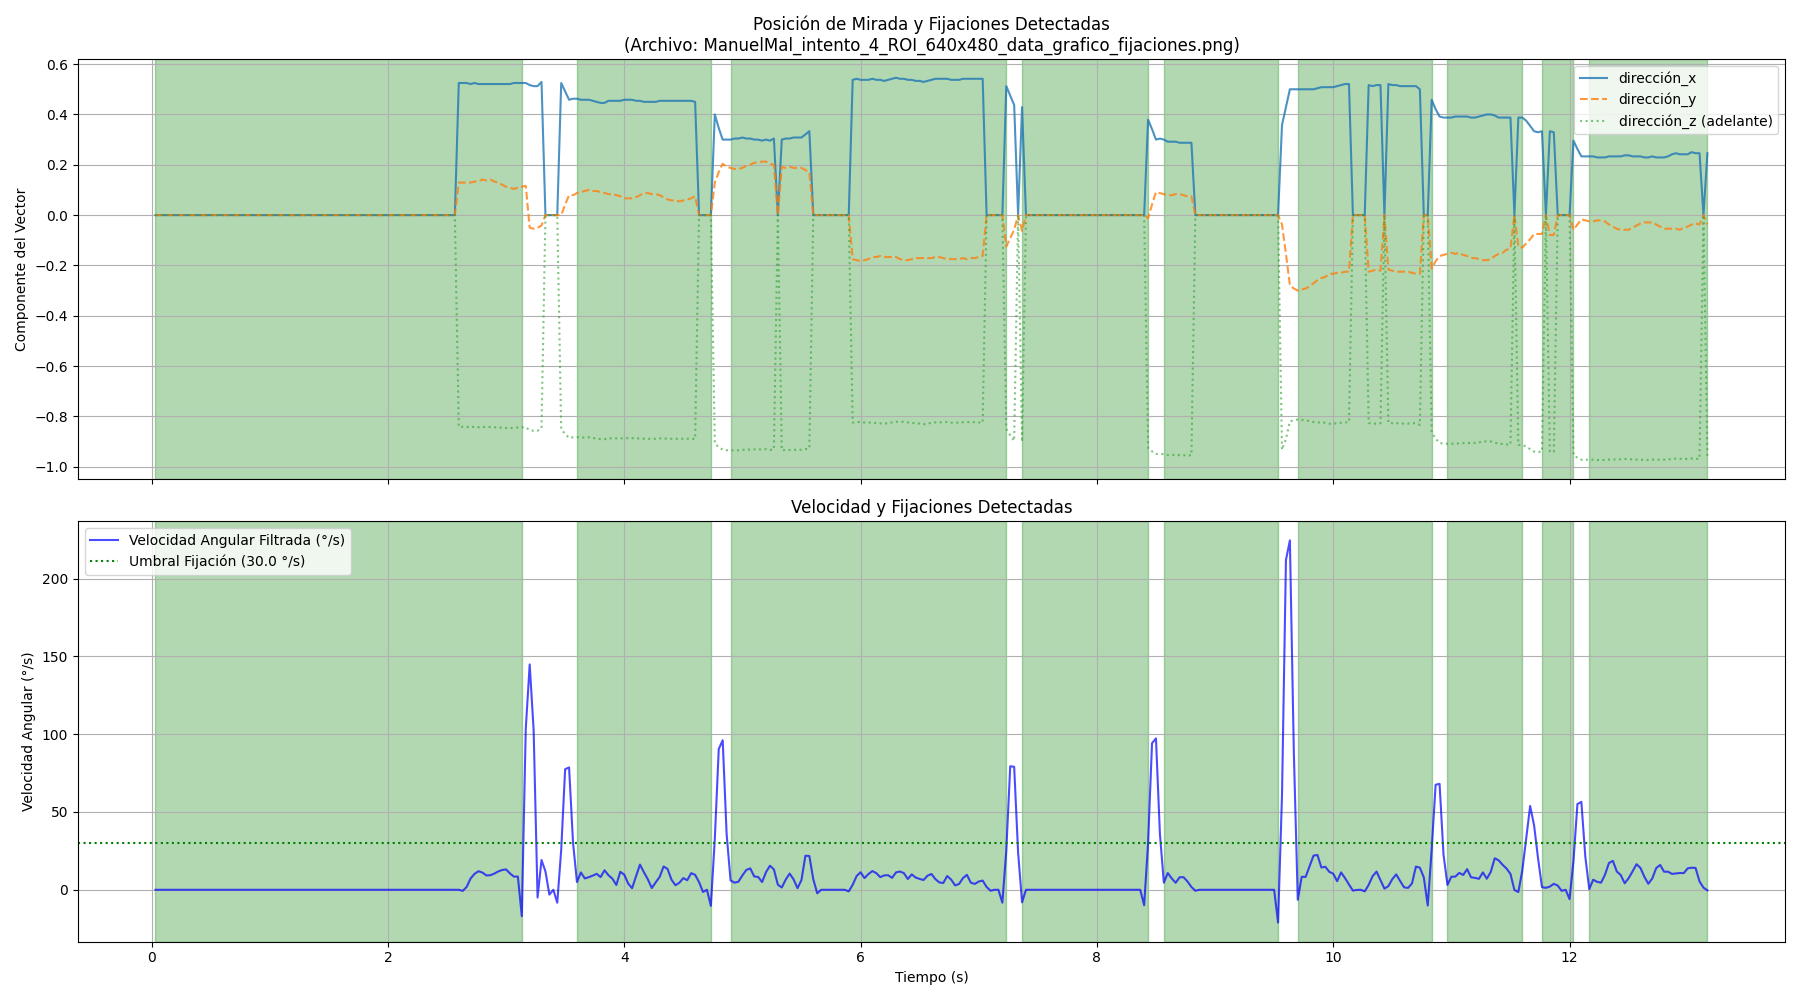 Posición de Mirada y Fijaciones Detectadas
(Archivo: ManuelMal_intento_4_ROI_640x480_data_grafico_fijaciones.png)
Componente del Vector
0.6
0.4
0.2
0.0
−0.2
−0.4
−0.6
−0.8
−1.0
dirección_x
dirección_y
dirección_z (adelante)
Velocidad y Fijaciones Detectadas
Velocidad Angular (°/s)
200
150
100
50
0
Velocidad Angular Filtrada (°/s)
Umbral Fijación (30.0 °/s)
0 2 4 6 8 10 12
Tiempo (s)